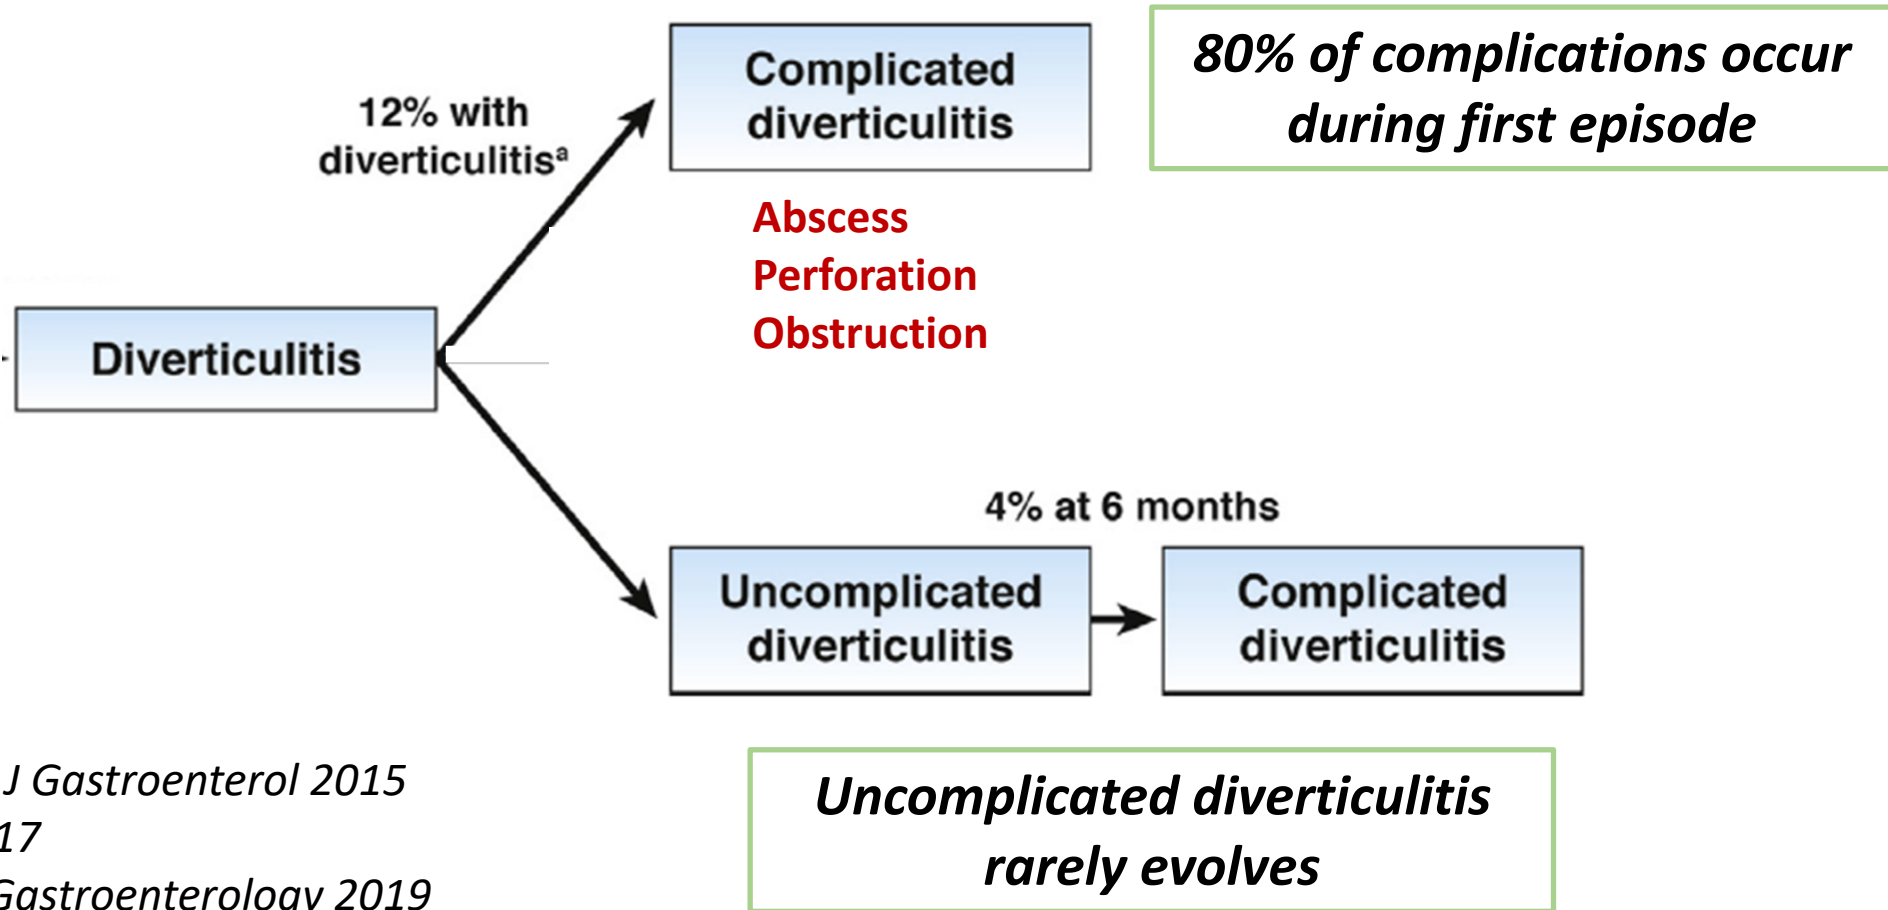 12% with
diverticulitisᵃ
Complicated
diverticulitis
80% of complications occur
during first episode
Abscess
Perforation
Obstruction
Diverticulitis
4% at 6 months
Uncomplicated
diverticulitis
Complicated
diverticulitis
Uncomplicated diverticulitis
rarely evolves
J Gastroenterol 2015
17
Gastroenterology 2019